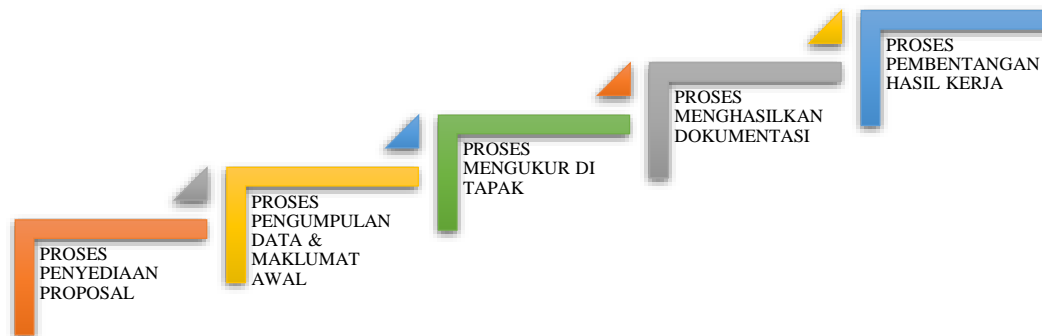 PROSES
PENYEDIAAN
PROPOSAL
PROSES
PENGUMPULAN
DATA &
MAKLUMAT
AWAL
PROSES
MENGUKUR DI
TAPAK
PROSES
MENGHASILKAN
DOKUMENTASI
PROSES
PEMBENTANGAN
HASIL KERJA